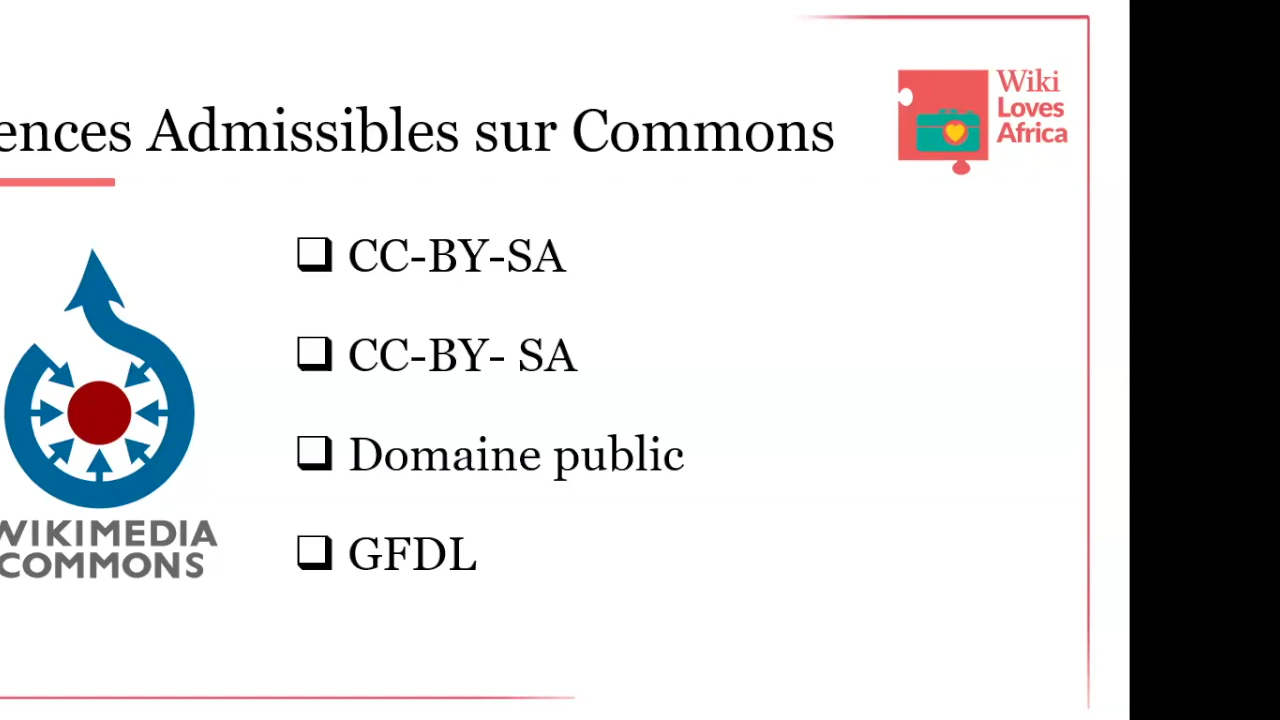 ences Admissibles sur Commons
Wiki
Loves
Africa
CC-BY-SA
CC-BY- SA
Domaine public
GFDL
WIKIMEDIA
COMMONS